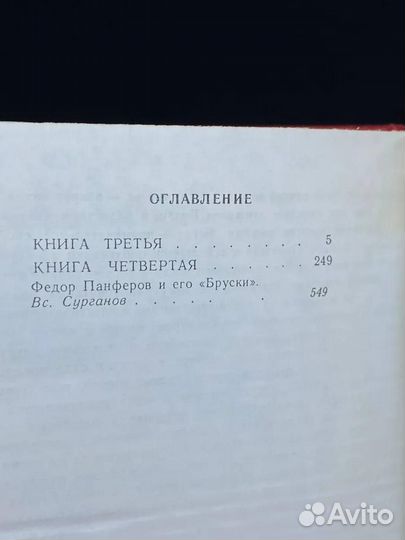 ОГЛАВЛЕНИЕ
КНИГА ТРЕТЬЯ . . . . . . . . 5
КНИГА ЧЕТВЕРТАЯ . . . . . . 249
Федор Панферов и его «Бруски».
Вс. Сурганов . . . . . . 549
Avito